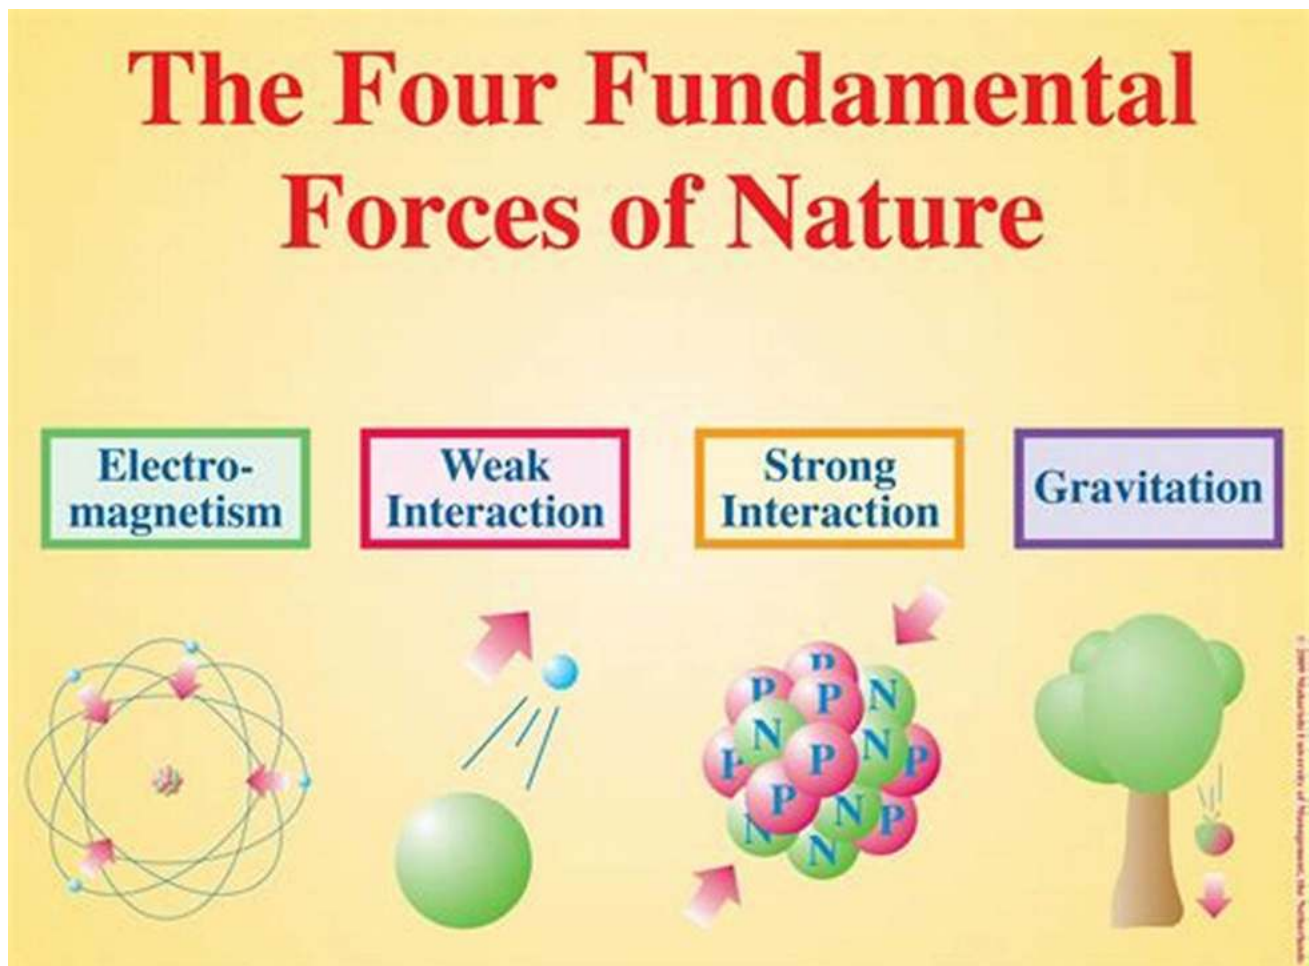 The Four Fundamental
Forces of Nature
Electro-
magnetism
Weak
Interaction
Strong
Interaction
Gravitation
P
P
P
N
N
N
P
P
P
P
N
P
N
N